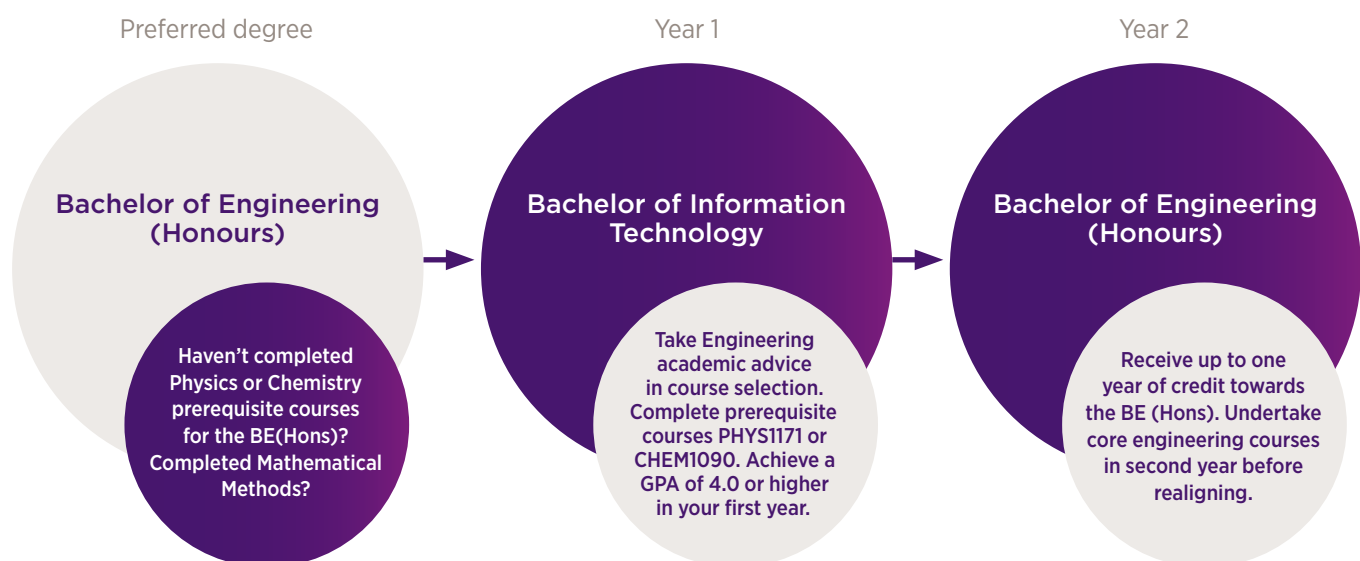 Preferred degree
Year 1
Year 2
Bachelor of Engineering
(Honours)
Haven’t completed
Physics or Chemistry
prerequisite courses
for the BE(Hons)?
Completed Mathematical
Methods?
Bachelor of Information
Technology
Take Engineering
academic advice
in course selection.
Complete prerequisite
courses PHYS1171 or
CHEM1090. Achieve a
GPA of 4.0 or higher
in your first year.
Bachelor of Engineering
(Honours)
Receive up to one
year of credit towards
the BE (Hons). Undertake
core engineering courses
in second year before
realigning.